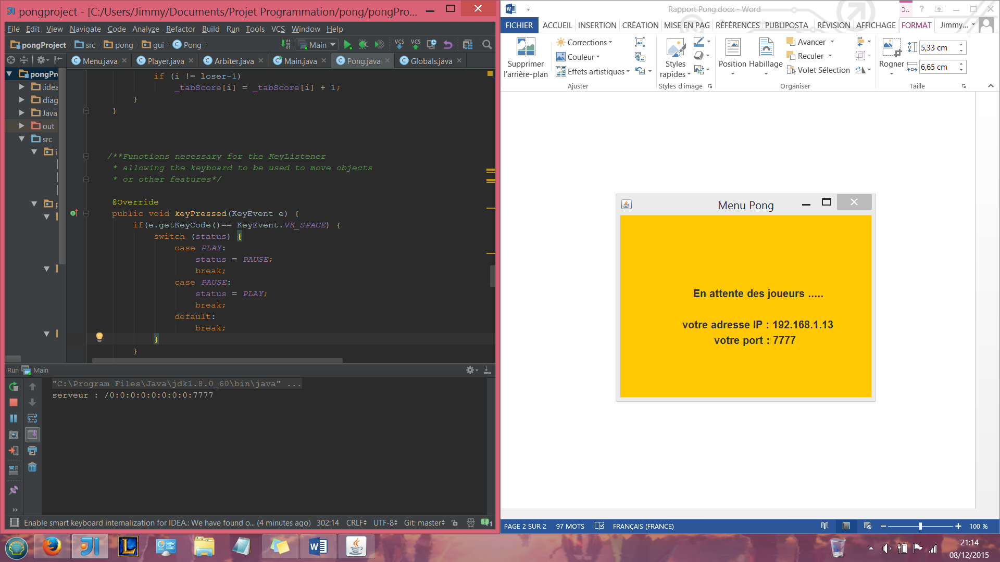 pongproject - [C:/Users/Jimmy/Documents/Projet Programmation/pong/pongPro...
File Edit View Navigate Code Analyze Refactor Build Run Tools VCS Window Help
pongProject src pong gui Pong
Main
VCS VCS
Menu.java Player.java Arbiter.java Main.java Pong.java Globals.java
pongPr
.idea
diag
Java
out
src
if (i != loser-1)
_tabScore[i] = _tabScore[i] + 1;
}
}
/**Functions necessary for the KeyListener
* allowing the keyboard to be used to move objects
* or other features*/
@Override
public void keyPressed(KeyEvent e) {
if(e.getKeyCode()== KeyEvent.VK_SPACE) {
switch (status) {
case PLAY:
status = PAUSE;
break;
case PAUSE:
status = PLAY;
break;
default:
break;
}
}
Run Main
"C:\Program Files\Java\jdk1.8.0_60\bin\java" ...
serveur : /0:0:0:0:0:0:0:0:7777
Enable smart keyboard internalization for IDEA.: We have found o... (4 minutes ago) 302:14 CRLF UTF-8 Git: master 1
Rapport Pong.docx - Word
FICHIER ACCUEIL INSERTION CRÉATION MISE EN PAG RÉFÉRENCES PUBLIPOSTA RÉVISION AFFICHAGE FORMAT Jimmy...
Supprimer
l'arrière-plan
Corrections
Couleur
Effets artistiques
Ajuster
Styles
rapides
Styles d'image
Position Habillage
Avancer
Reculer
Volet Sélection
Organiser
Rogner
5,33 cm
6,65 cm
Taille
Menu Pong
En attente des joueurs .....
votre adresse IP : 192.168.1.13
votre port : 7777
PAGE 2 SUR 2 97 MOTS FRANÇAIS (FRANCE) 100 %
21:14
08/12/2015